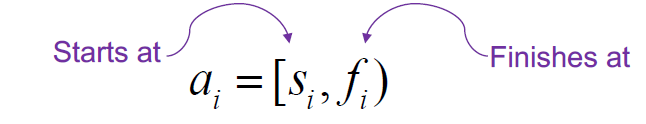 Starts at
Finishes at
a_i = [s_i, f_i)